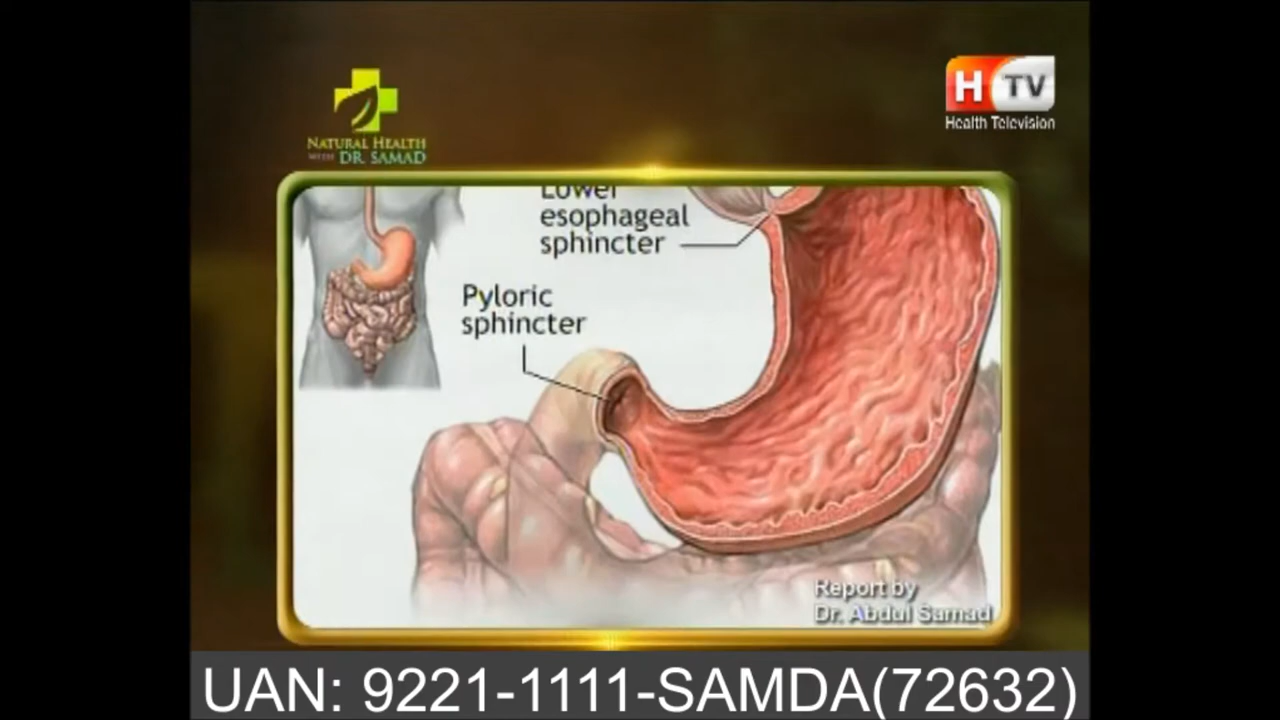 H TV
Health Television
NATURAL HEALTH
WITH DR. SAMAD
Lower
esophageal
sphincter
Pyloric
sphincter
Report by
Dr. Abdul Samad
UAN: 9221-1111-SAMDA(72632)